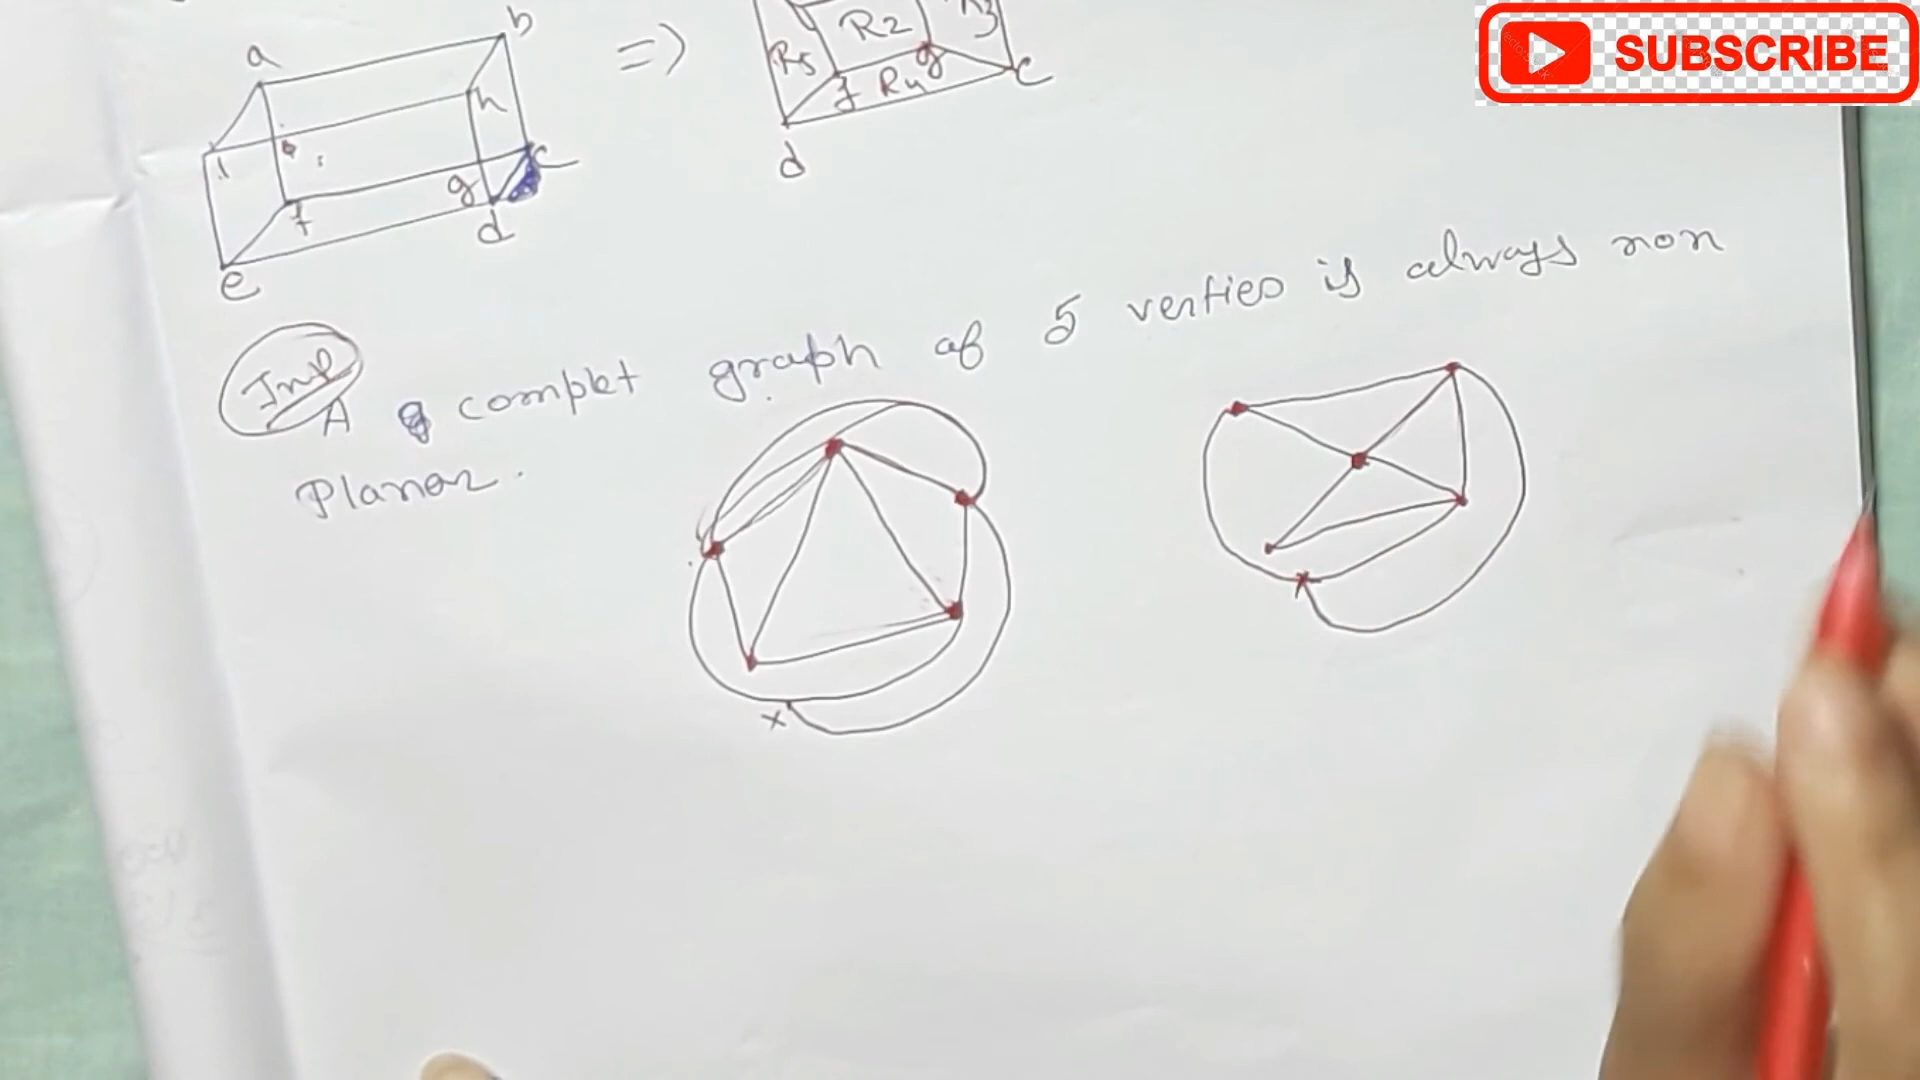 SUBSCRIBE
b
a
=>
R2
R5
g
R4
f
c
h
d
i
c
g
f
d
e
A complet graph of 5 verties is always non
Planar.
Imp
x